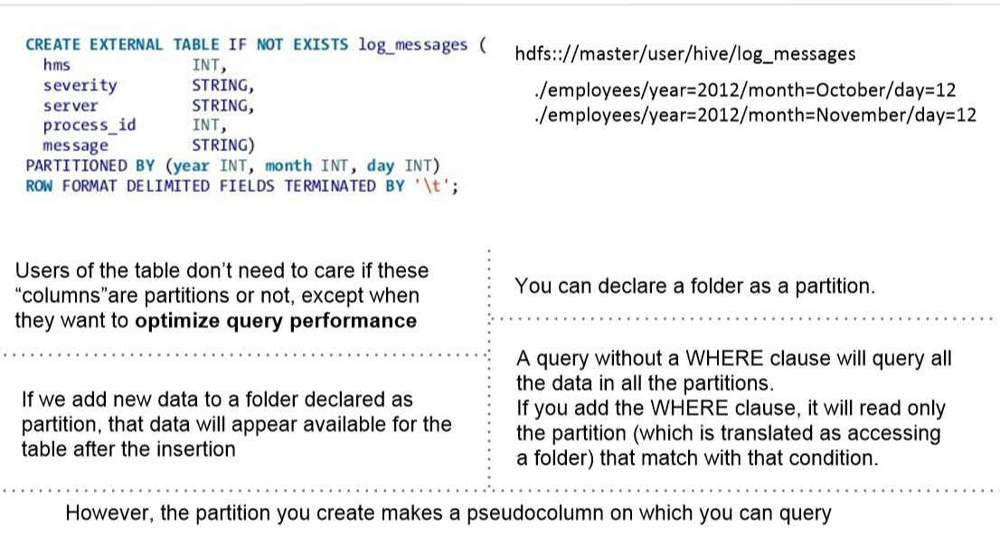 CREATE EXTERNAL TABLE IF NOT EXISTS log_messages (
hms INT,
severity STRING,
server STRING,
process_id INT,
message STRING)
PARTITIONED BY (year INT, month INT, day INT)
ROW FORMAT DELIMITED FIELDS TERMINATED BY '\t';
hdfs:://master/user/hive/log_messages
./employees/year=2012/month=October/day=12
./employees/year=2012/month=November/day=12
Users of the table don’t need to care if these
“columns”are partitions or not, except when
they want to optimize query performance
You can declare a folder as a partition.
If we add new data to a folder declared as
partition, that data will appear available for the
table after the insertion
A query without a WHERE clause will query all
the data in all the partitions.
If you add the WHERE clause, it will read only
the partition (which is translated as accessing
a folder) that match with that condition.
However, the partition you create makes a pseudocolumn on which you can query